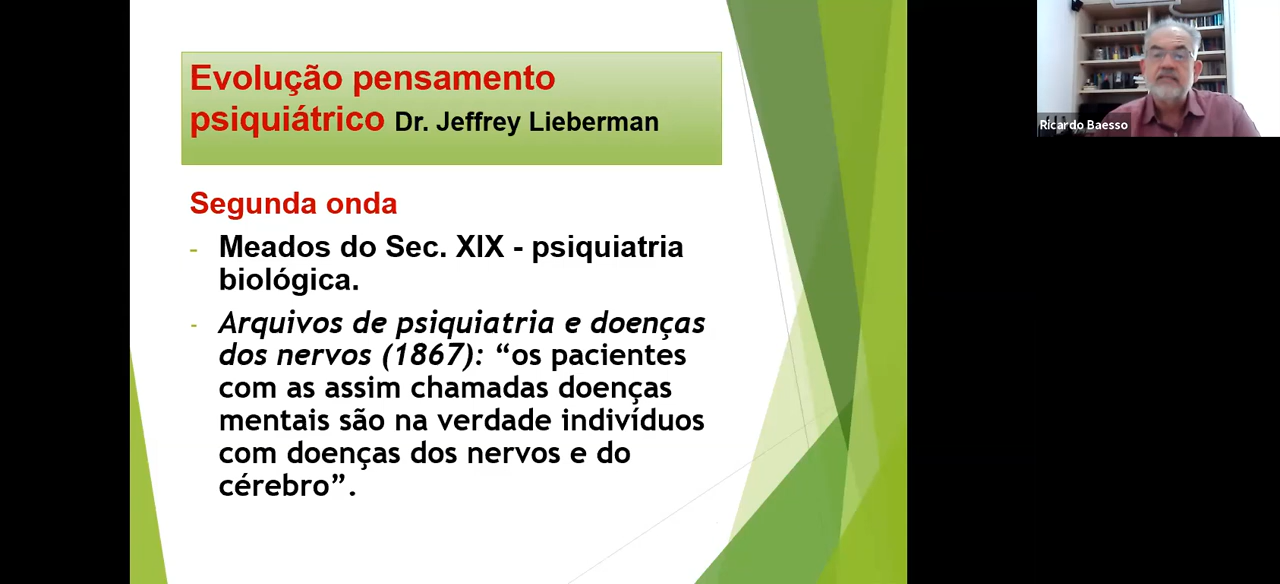 Evolução pensamento
psiquiátrico Dr. Jeffrey Lieberman
Segunda onda
- Meados do Sec. XIX - psiquiatria
biológica.
- Arquivos de psiquiatria e doenças
dos nervos (1867): “os pacientes
com as assim chamadas doenças
mentais são na verdade indivíduos
com doenças dos nervos e do
cérebro”.
Ricardo Baesso